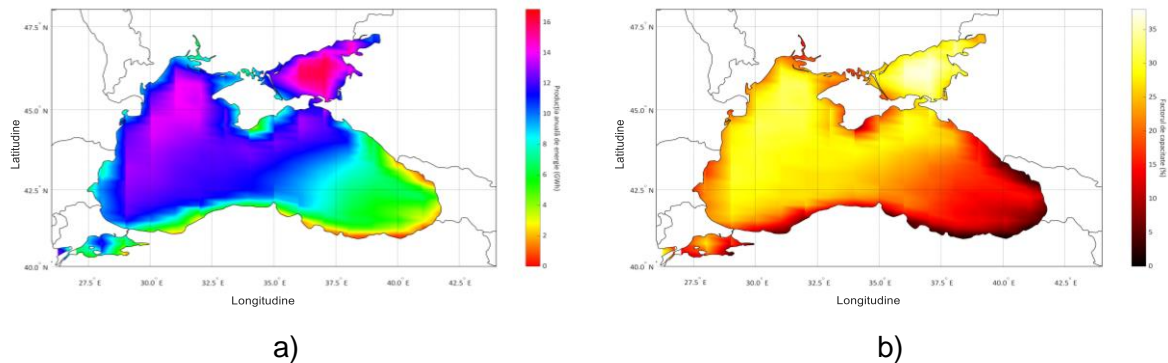 47.5° N
45.0° N
42.5° N
40.0° N
27.5° E
30.0° E
32.5° E
35.0° E
37.5° E
40.0° E
42.5° E
Latitudine
Longitudine
16
14
12
10
8
6
4
2
0
Producția anuală de energie (GWh)
a)
47.5° N
45.0° N
42.5° N
40.0° N
27.5° E
30.0° E
32.5° E
35.0° E
37.5° E
40.0° E
42.5° E
Latitudine
Longitudine
35
30
25
20
15
10
5
0
Factorul de capacitate (%)
b)